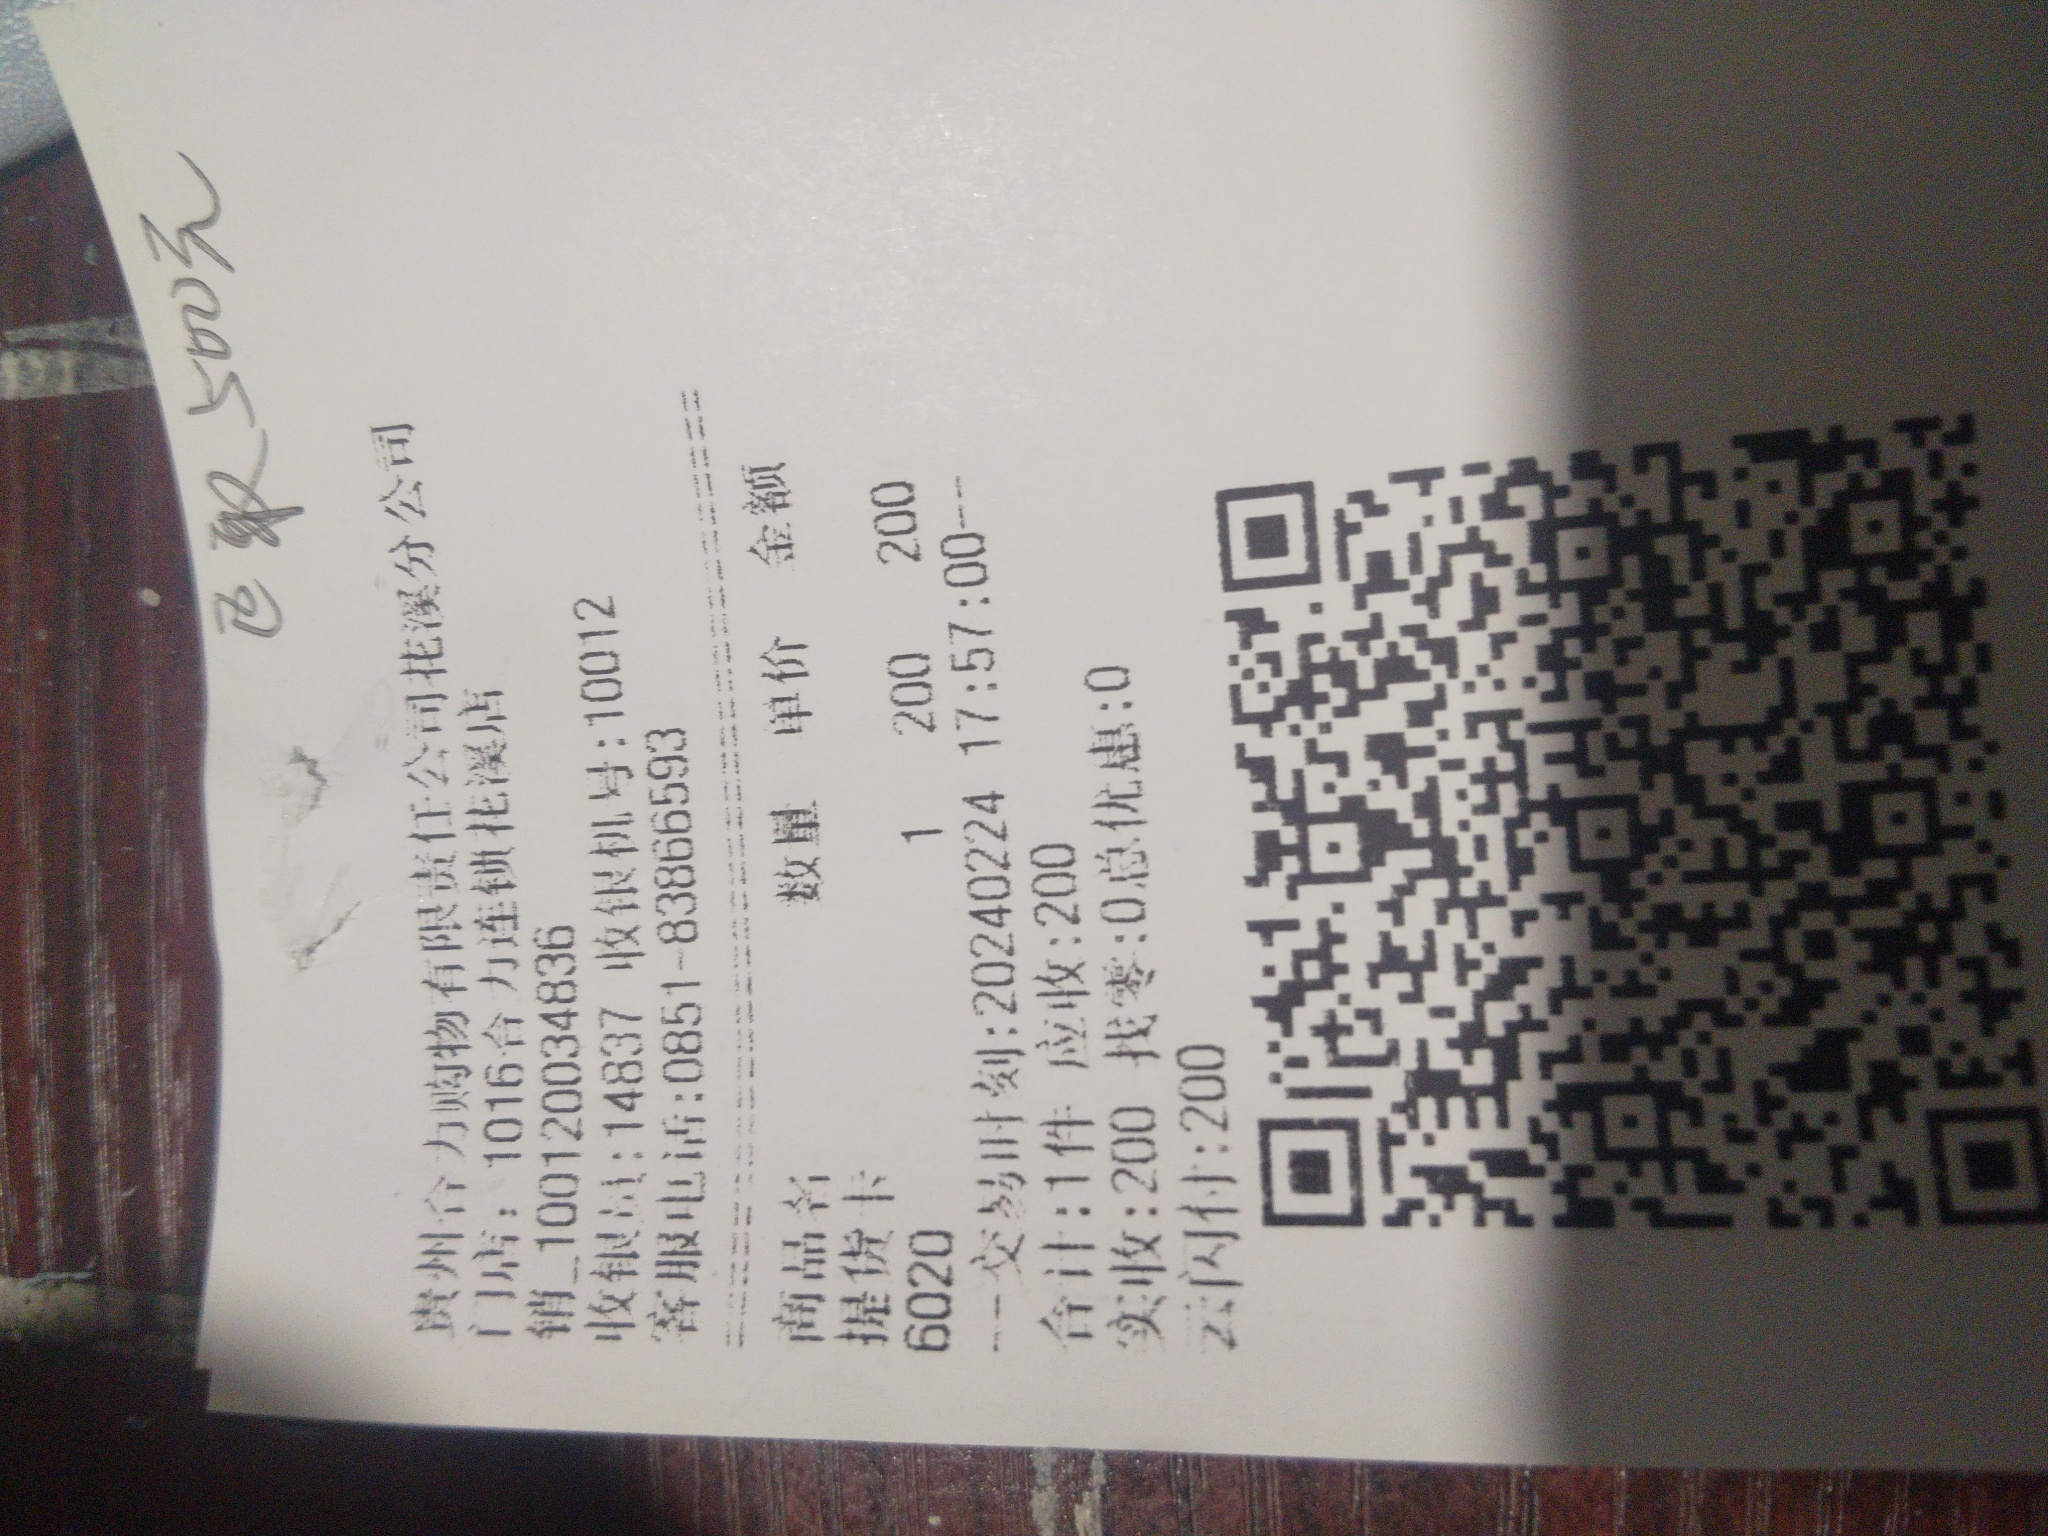 已取500元
贵州合力购物有限责任公司花溪分公司
门店：1016合力连锁花溪店
销_100120034836
收银员:14837 收银机号:10012
客服电话:0851-83866593
商品名 数量 单价 金额
提货卡
6020 1 200 200
---交易时刻:20240224 17:57:00---
合计:1件 应收:200
实收:200 找零:0总优惠:0
云闪付:200